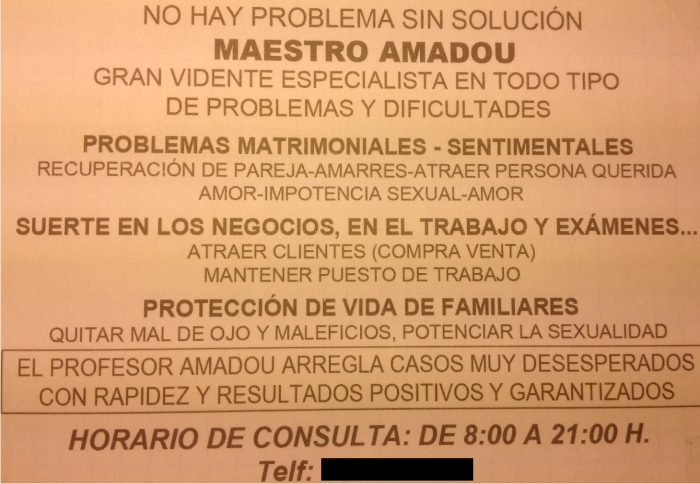 NO HAY PROBLEMA SIN SOLUCIÓN
MAESTRO AMADOU
GRAN VIDENTE ESPECIALISTA EN TODO TIPO
DE PROBLEMAS Y DIFICULTADES
PROBLEMAS MATRIMONIALES - SENTIMENTALES
RECUPERACIÓN DE PAREJA-AMARRES-ATRAER PERSONA QUERIDA
AMOR-IMPOTENCIA SEXUAL-AMOR
SUERTE EN LOS NEGOCIOS, EN EL TRABAJO Y EXÁMENES...
ATRAER CLIENTES (COMPRA VENTA)
MANTENER PUESTO DE TRABAJO
PROTECCIÓN DE VIDA DE FAMILIARES
QUITAR MAL DE OJO Y MALEFICIOS, POTENCIAR LA SEXUALIDAD
EL PROFESOR AMADOU ARREGLA CASOS MUY DESESPERADOS
CON RAPIDEZ Y RESULTADOS POSITIVOS Y GARANTIZADOS
HORARIO DE CONSULTA: DE 8:00 A 21:00 H.
Telf: